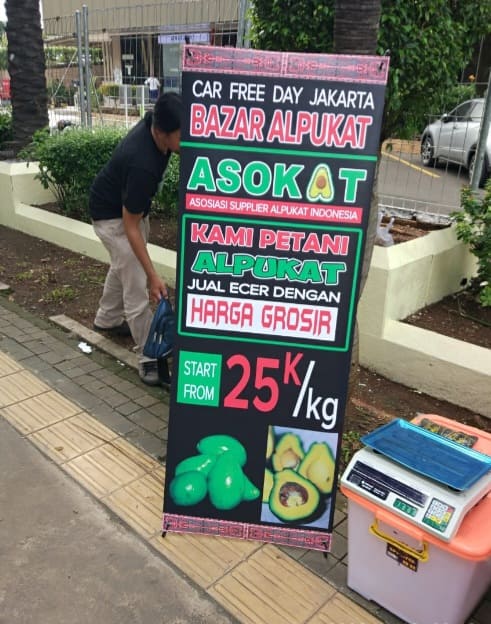 CAR FREE DAY JAKARTA
BAZAR ALPUKAT
ASOKAT
ASOSIASI SUPPLIER ALPUKAT INDONESIA
KAMI PETANI
ALPUKAT
JUAL ECER DENGAN
HARGA GROSIR
START FROM
25K/kg